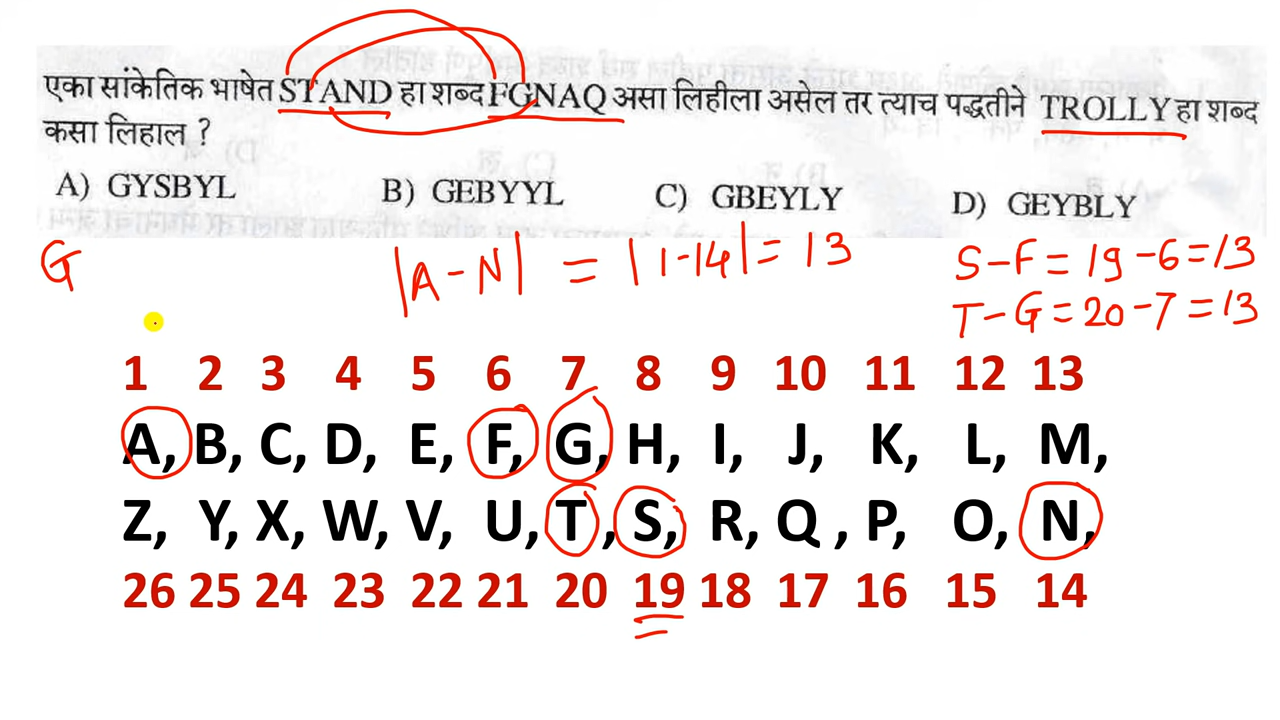 एका सांकेतिक भाषेत STAND हा शब्द FGNAQ असा लिहीला असेल तर त्याच पद्धतीने TROLLY हा शब्द
कसा लिहाल ?
A) GYSBYL B) GEBYYL C) GBEYLY D) GEYBLY
G |A-N| = |1-14| = 13 S-F = 19-6=13
T-G=20-7=13
1 2 3 4 5 6 7 8 9 10 11 12 13
A, B, C, D, E, F, G, H, I, J, K, L, M,
Z, Y, X, W, V, U, T, S, R, Q, P, O, N,
26 25 24 23 22 21 20 19 18 17 16 15 14